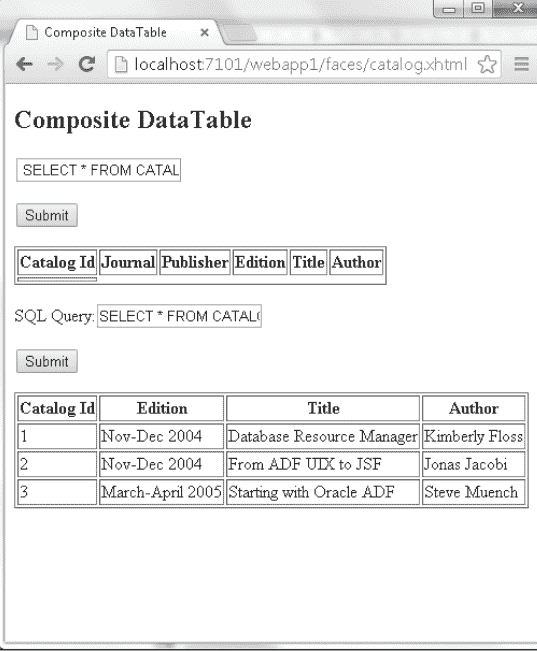 Composite DataTable
localhost:7101/webapp1/faces/catalog.xhtml
Composite DataTable
SELECT * FROM CATAL
Submit
Catalog Id Journal Publisher Edition Title Author
SQL Query: SELECT * FROM CATALO
Submit
Catalog Id Edition Title Author
1 Nov-Dec 2004 Database Resource Manager Kimberly Floss
2 Nov-Dec 2004 From ADF UIX to JSF Jonas Jacobi
3 March-April 2005 Starting with Oracle ADF Steve Muench